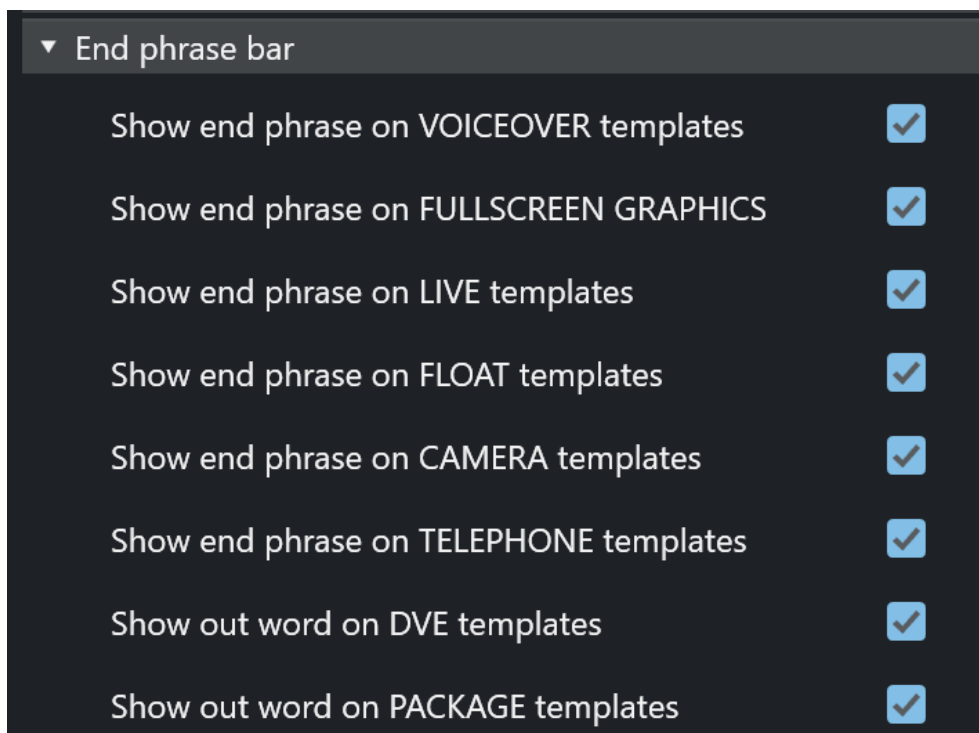 End phrase bar
Show end phrase on VOICEOVER templates
Show end phrase on FULLSCREEN GRAPHICS
Show end phrase on LIVE templates
Show end phrase on FLOAT templates
Show end phrase on CAMERA templates
Show end phrase on TELEPHONE templates
Show out word on DVE templates
Show out word on PACKAGE templates